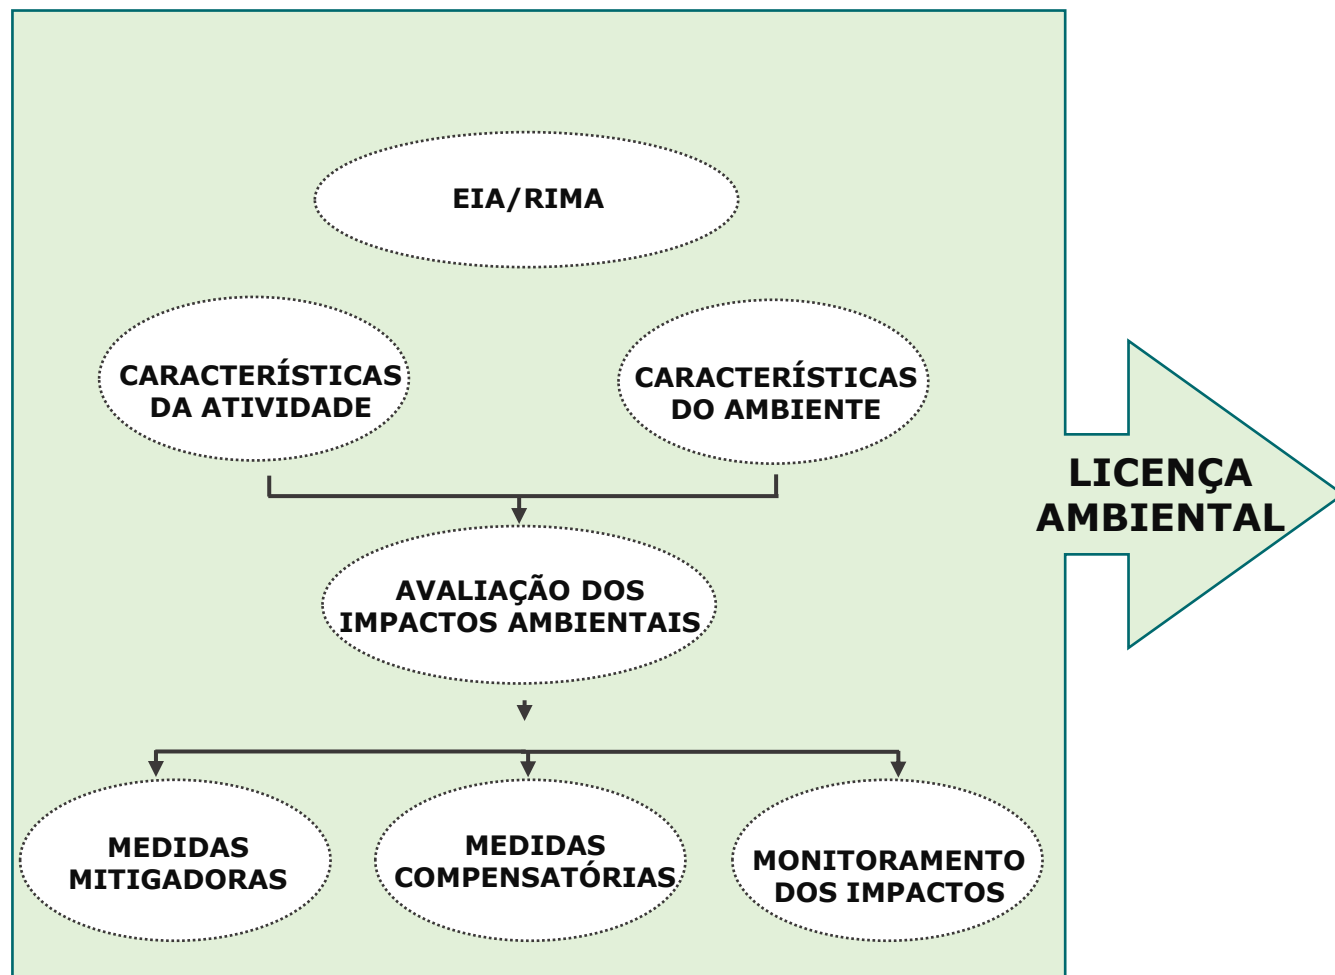 EIA/RIMA
CARACTERÍSTICAS
DA ATIVIDADE
CARACTERÍSTICAS
DO AMBIENTE
LICENÇA
AMBIENTAL
AVALIAÇÃO DOS
IMPACTOS AMBIENTAIS
MEDIDAS
MITIGADORAS
MEDIDAS
COMPENSATÓRIAS
MONITORAMENTO
DOS IMPACTOS